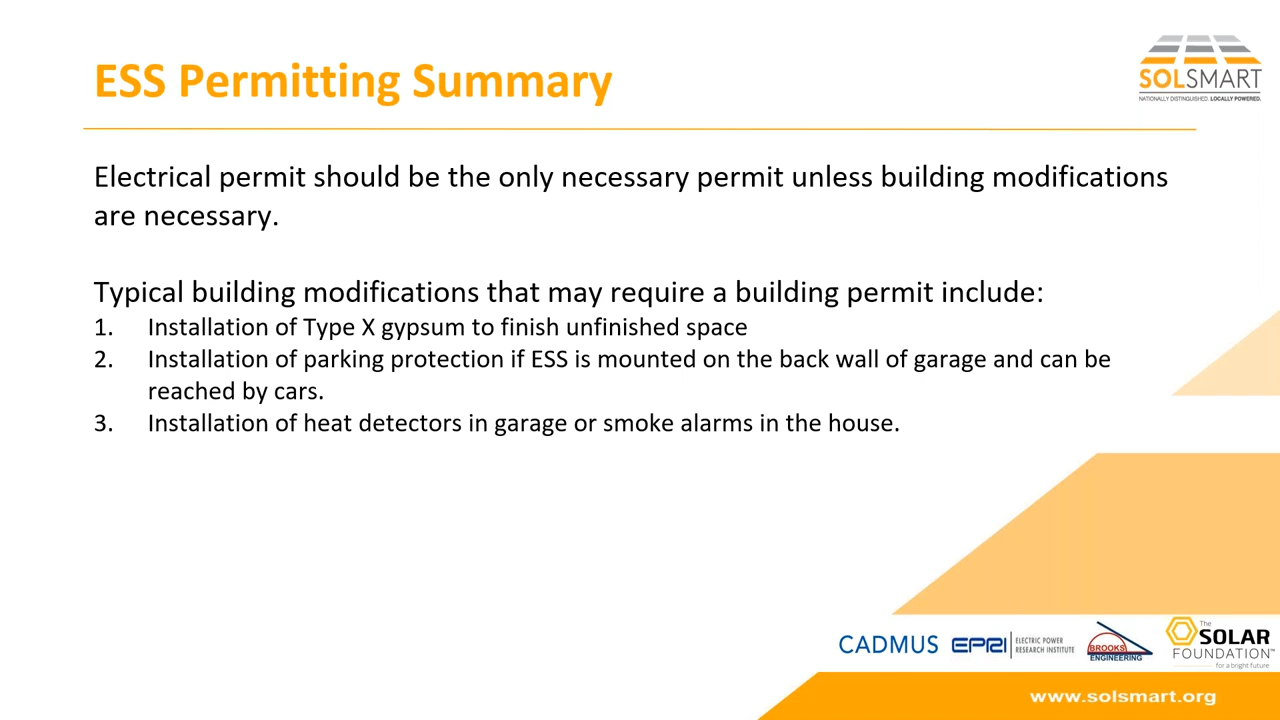 ESS Permitting Summary
SOLSMART
NATIONALLY DISTINGUISHED. LOCALLY POWERED.
Electrical permit should be the only necessary permit unless building modifications
are necessary.
Typical building modifications that may require a building permit include:
1. Installation of Type X gypsum to finish unfinished space
2. Installation of parking protection if ESS is mounted on the back wall of garage and can be
reached by cars.
3. Installation of heat detectors in garage or smoke alarms in the house.
CADMUS
EPRI
ELECTRIC POWER
RESEARCH INSTITUTE
BROOKS
ENGINEERING
The
SOLAR
FOUNDATION™
for a bright future
www.solsmart.org